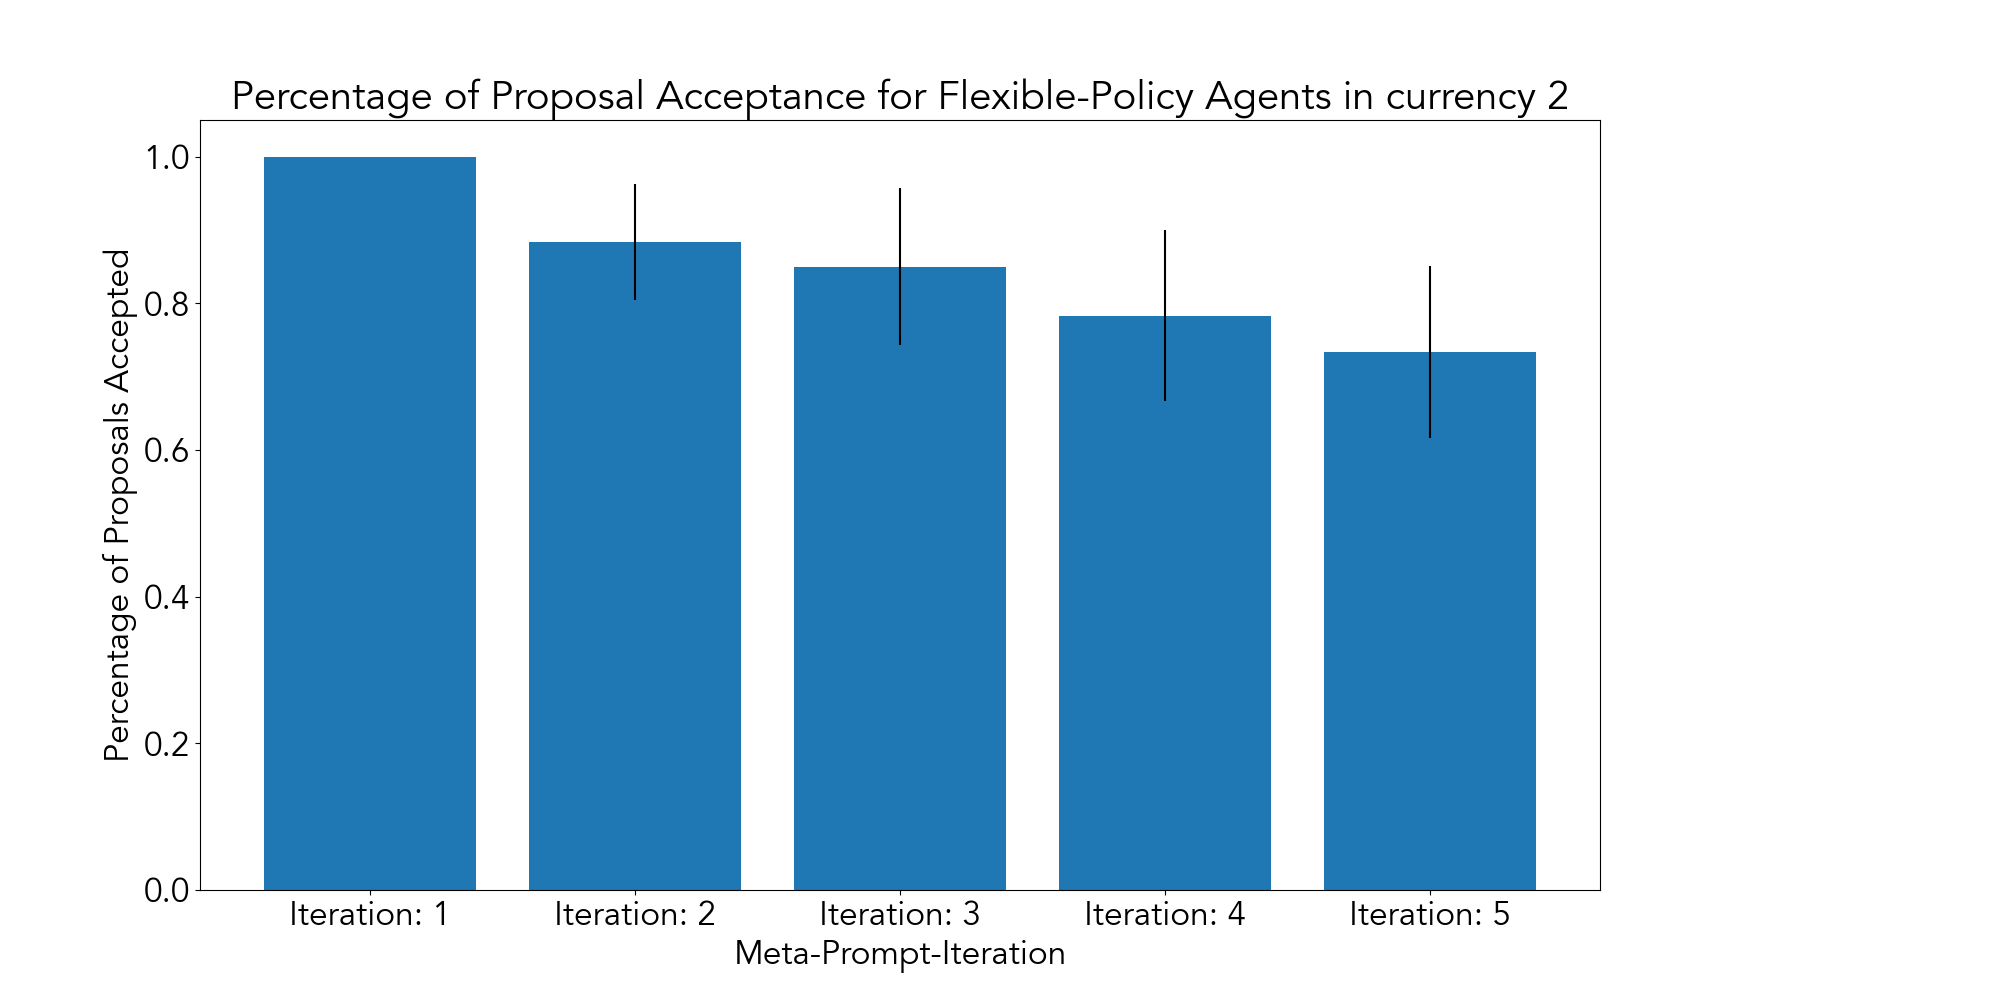 Percentage of Proposal Acceptance for Flexible-Policy Agents in currency 2
Percentage of Proposals Accepted
1.0
0.8
0.6
0.4
0.2
0.0
Iteration: 1
Iteration: 2
Iteration: 3
Iteration: 4
Iteration: 5
Meta-Prompt-Iteration